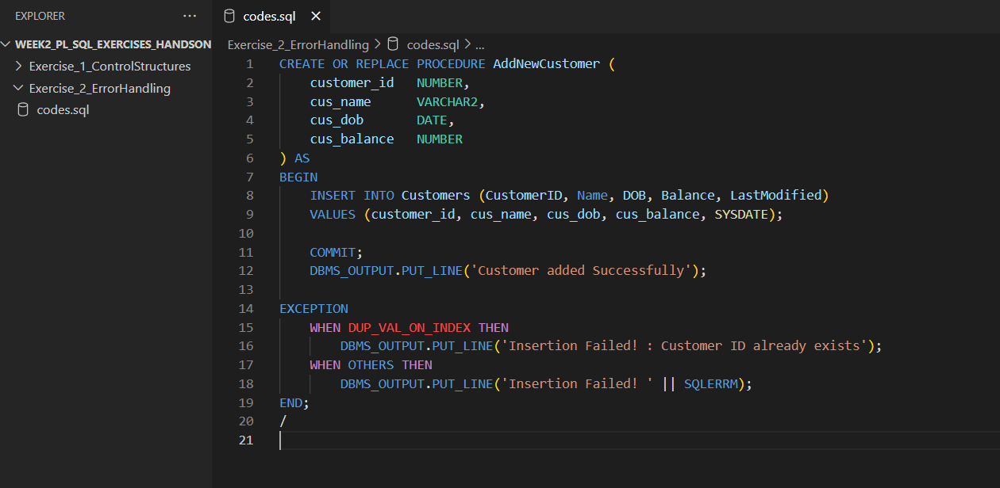 EXPLORER ...
WEEK2_PL_SQL_EXERCISES_HANDSON
Exercise_1_ControlStructures
Exercise_2_ErrorHandling
codes.sql
codes.sql
Exercise_2_ErrorHandling > codes.sql > ...
1 CREATE OR REPLACE PROCEDURE AddNewCustomer (
2     customer_id   NUMBER,
3     cus_name      VARCHAR2,
4     cus_dob       DATE,
5     cus_balance   NUMBER
6 ) AS
7 BEGIN
8     INSERT INTO Customers (CustomerID, Name, DOB, Balance, LastModified)
9     VALUES (customer_id, cus_name, cus_dob, cus_balance, SYSDATE);
10
11     COMMIT;
12     DBMS_OUTPUT.PUT_LINE('Customer added Successfully');
13
14 EXCEPTION
15     WHEN DUP_VAL_ON_INDEX THEN
16         DBMS_OUTPUT.PUT_LINE('Insertion Failed! : Customer ID already exists');
17     WHEN OTHERS THEN
18         DBMS_OUTPUT.PUT_LINE('Insertion Failed! ' || SQLERRM);
19 END;
20 /
21